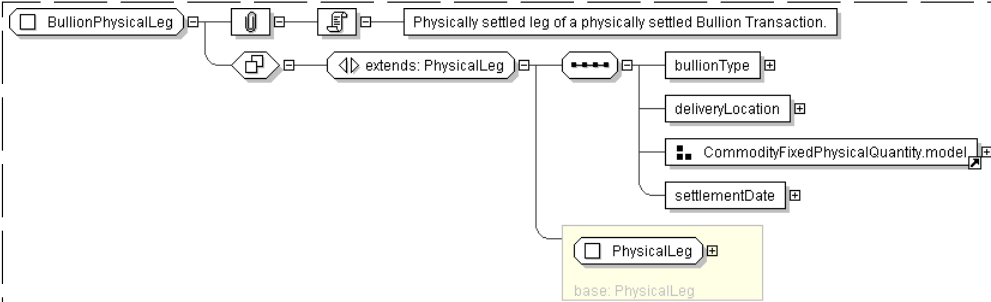 BullionPhysicalLeg
Physically settled leg of a physically settled Bullion Transaction.
extends: PhysicalLeg
bullionType
deliveryLocation
CommodityFixedPhysicalQuantity.model
settlementDate
PhysicalLeg
base: PhysicalLeg